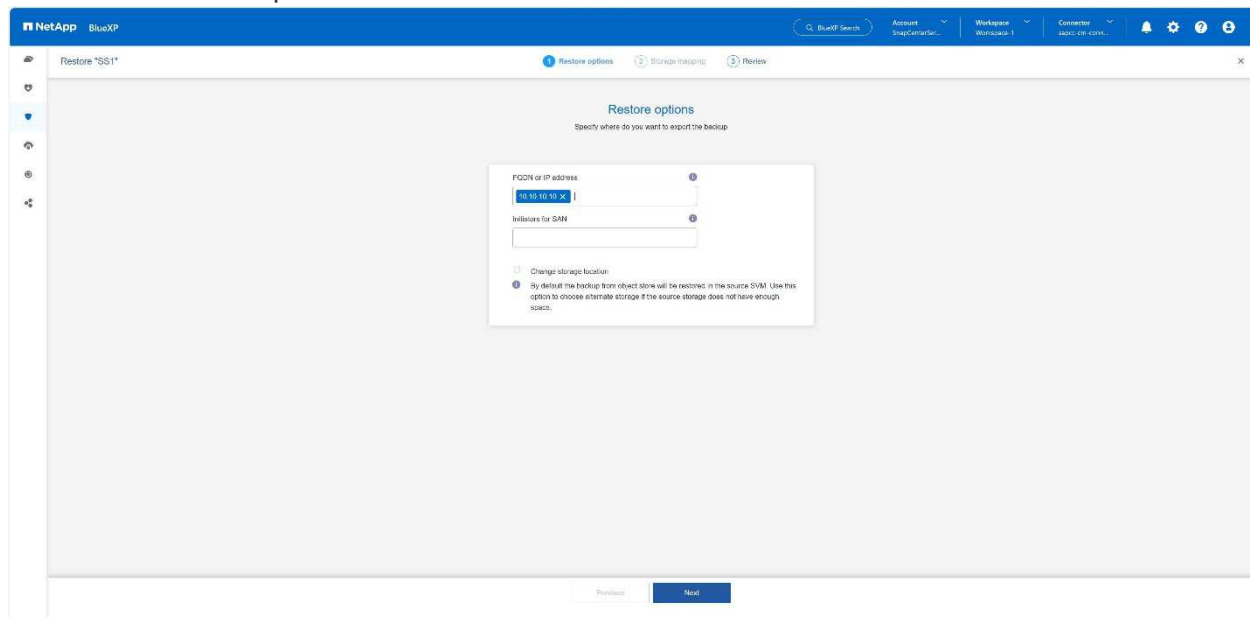 NetApp BlueXP
BlueXP Search
Account
SnapCenterSer...
Workspace
Workspace-1
Connector
sapcc-cm-conn...
Restore "SS1"
1 Restore options
2 Storage mapping
3 Review
Restore options
Specify where do you want to export the backup
FQDN or IP address
10.10.10.10
Initiators for SAN
Change storage location
By default the backup from object store will be restored in the source SVM. Use this
option to choose alternate storage if the source storage does not have enough
space.
Previous
Next